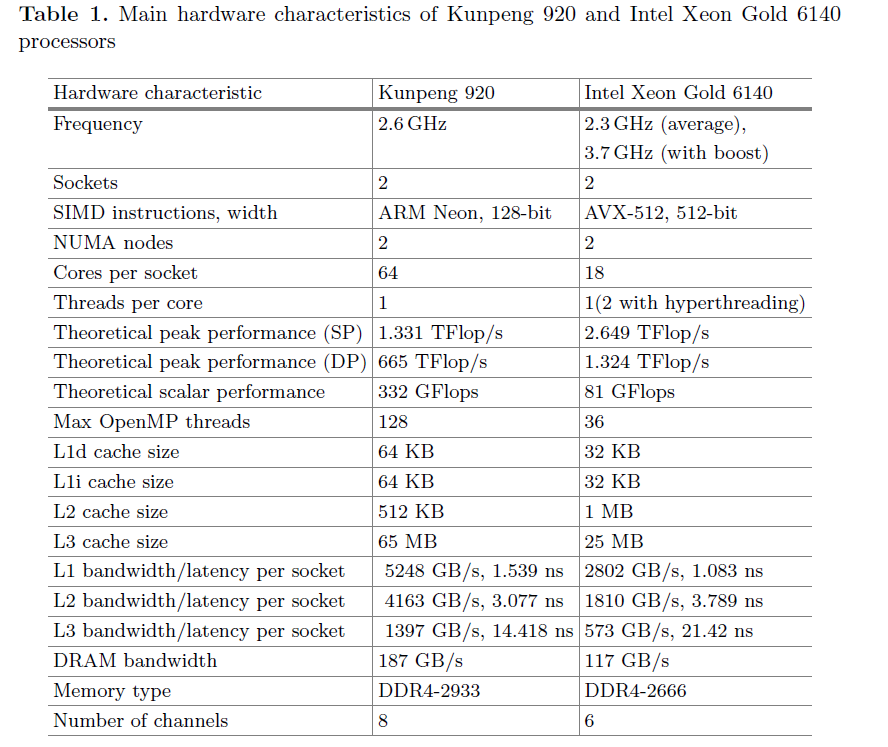 Table 1. Main hardware characteristics of Kunpeng 920 and Intel Xeon Gold 6140
processors
Hardware characteristic Kunpeng 920 Intel Xeon Gold 6140
Frequency 2.6 GHz 2.3 GHz (average),
3.7 GHz (with boost)
Sockets 2 2
SIMD instructions, width ARM Neon, 128-bit AVX-512, 512-bit
NUMA nodes 2 2
Cores per socket 64 18
Threads per core 1 1(2 with hyperthreading)
Theoretical peak performance (SP) 1.331 TFlop/s 2.649 TFlop/s
Theoretical peak performance (DP) 665 TFlop/s 1.324 TFlop/s
Theoretical scalar performance 332 GFlops 81 GFlops
Max OpenMP threads 128 36
L1d cache size 64 KB 32 KB
L1i cache size 64 KB 32 KB
L2 cache size 512 KB 1 MB
L3 cache size 65 MB 25 MB
L1 bandwidth/latency per socket 5248 GB/s, 1.539 ns 2802 GB/s, 1.083 ns
L2 bandwidth/latency per socket 4163 GB/s, 3.077 ns 1810 GB/s, 3.789 ns
L3 bandwidth/latency per socket 1397 GB/s, 14.418 ns 573 GB/s, 21.42 ns
DRAM bandwidth 187 GB/s 117 GB/s
Memory type DDR4-2933 DDR4-2666
Number of channels 8 6